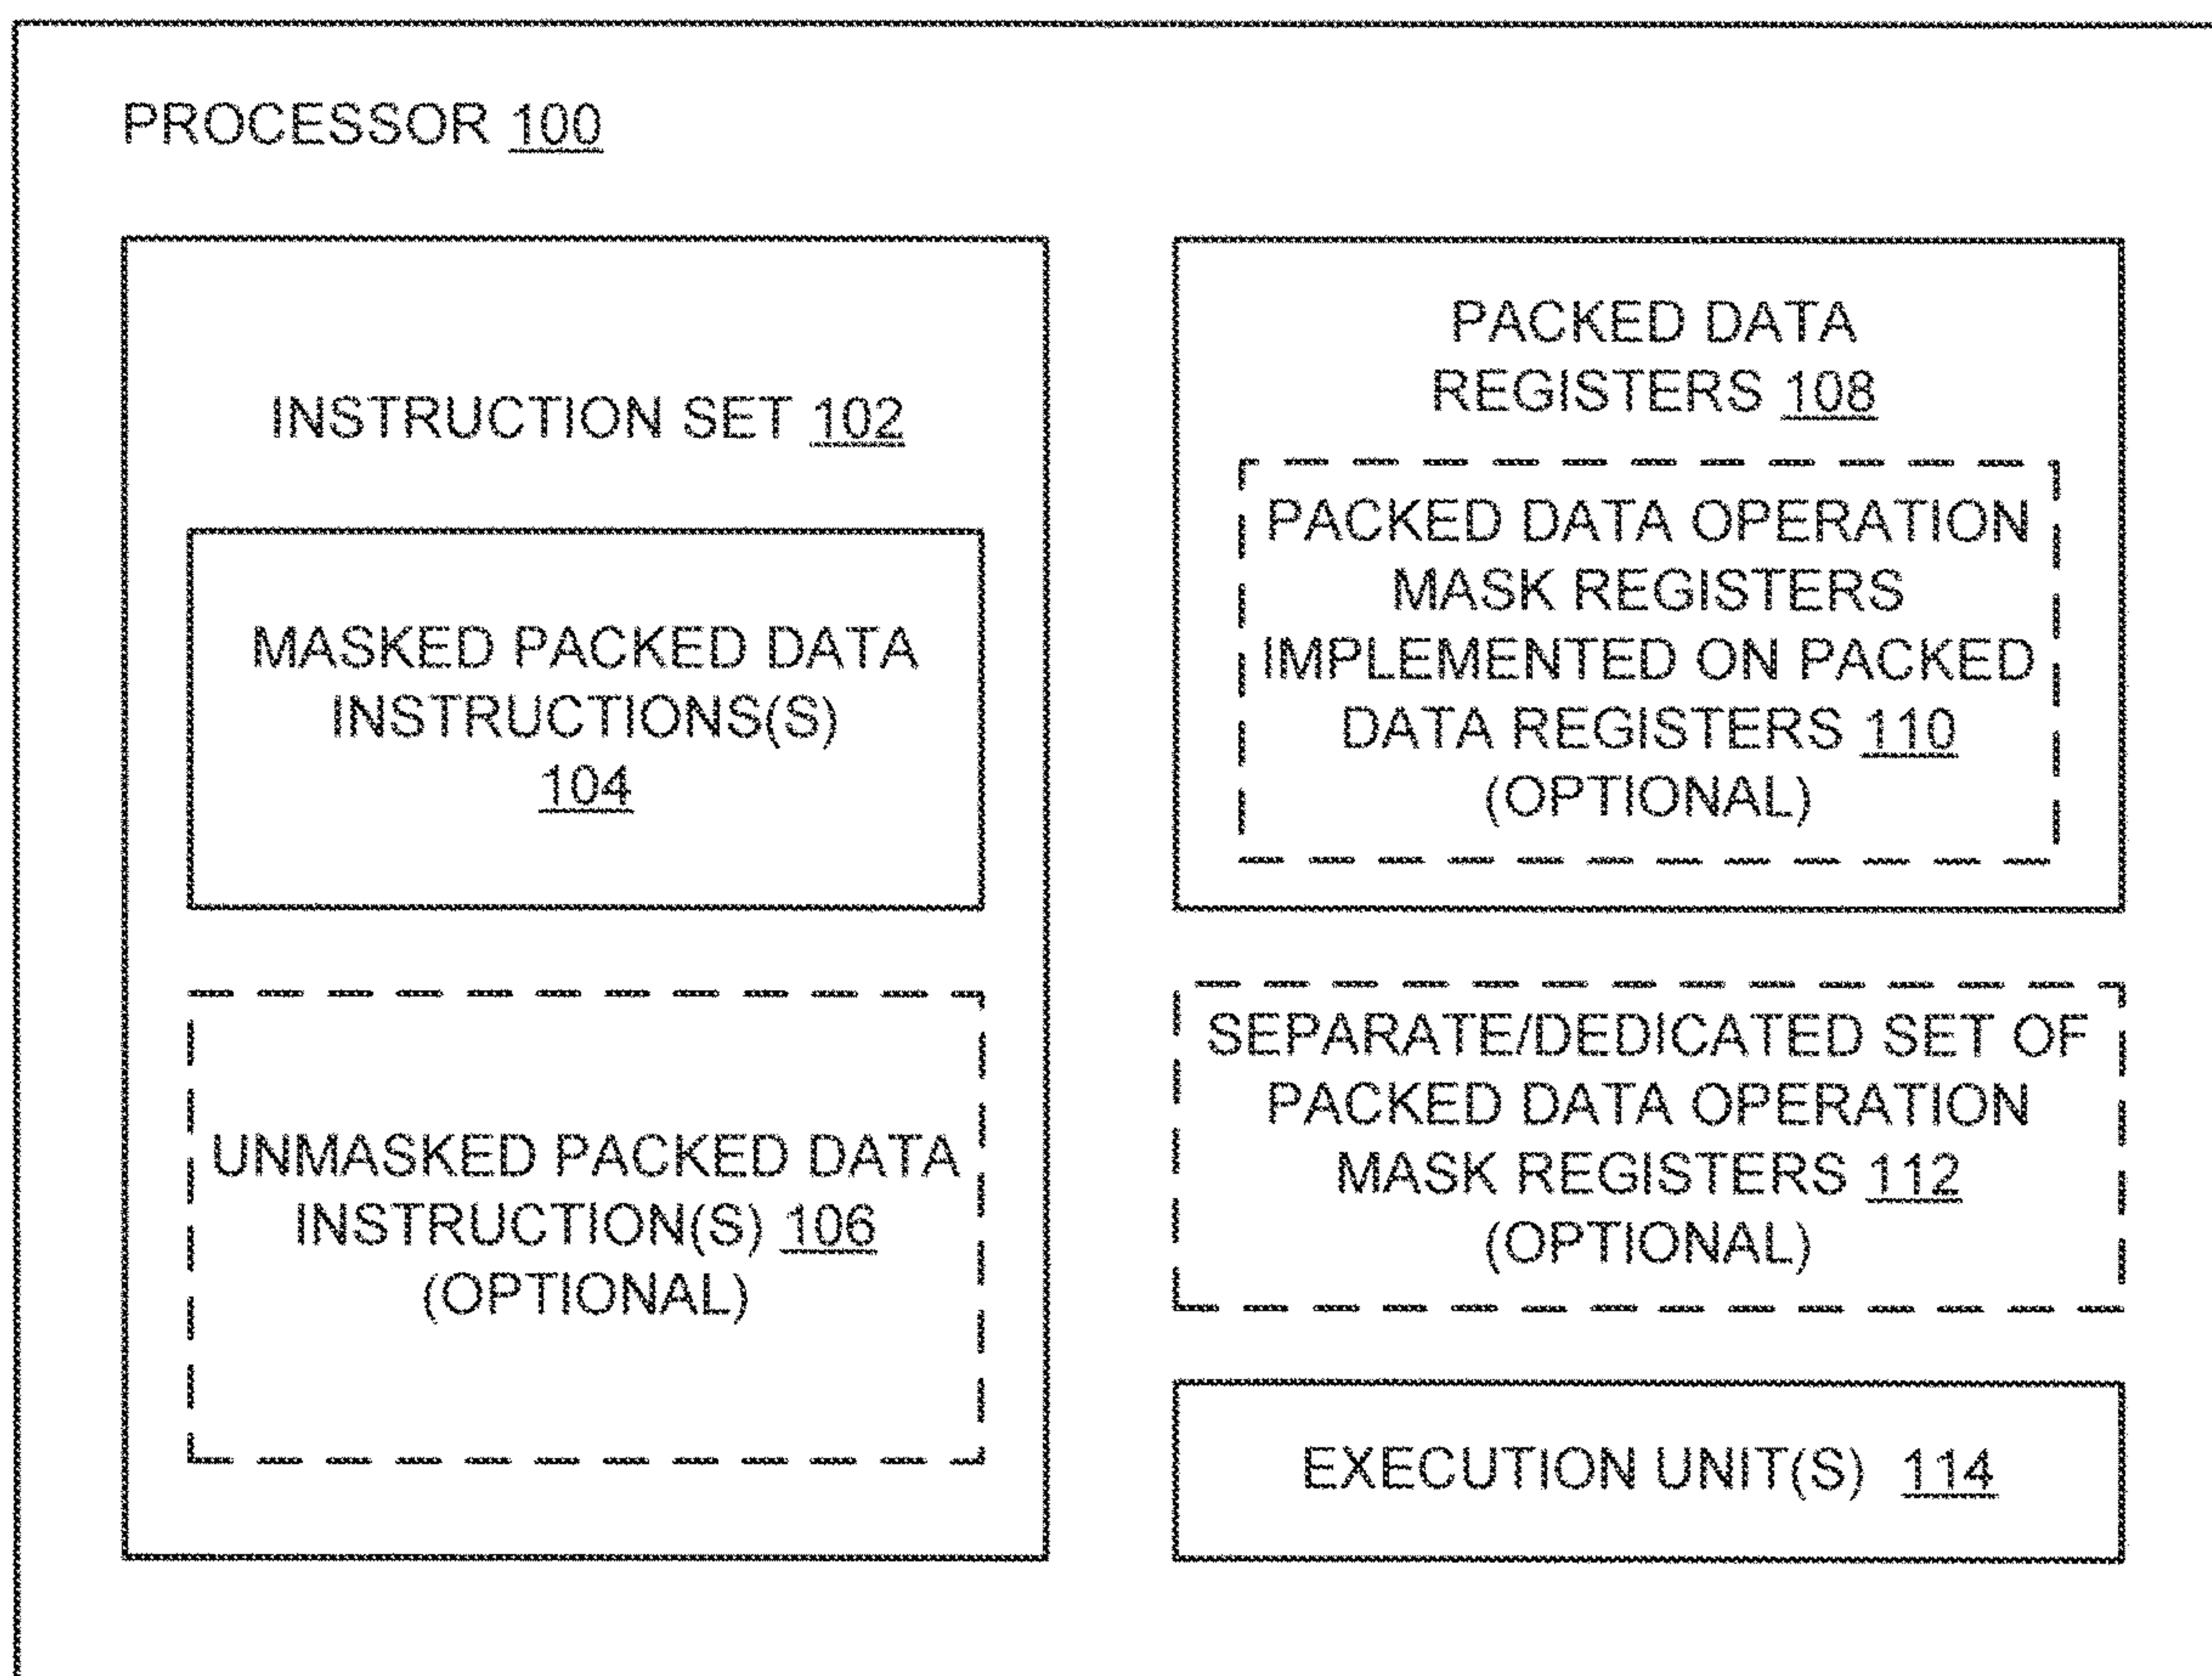 PROCESSOR 100
INSTRUCTION SET 102
MASKED PACKED DATA
INSTRUCTIONS(S)
104
UNMASKED PACKED DATA
INSTRUCTION(S) 106
(OPTIONAL)
PACKED DATA
REGISTERS 108
PACKED DATA OPERATION
MASK REGISTERS
IMPLEMENTED ON PACKED
DATA REGISTERS 110
(OPTIONAL)
SEPARATE/DEDICATED SET OF
PACKED DATA OPERATION
MASK REGISTERS 112
(OPTIONAL)
EXECUTION UNIT(S) 114